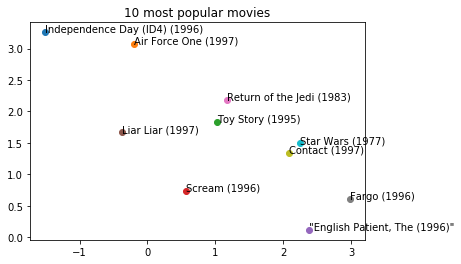 10 most popular movies
Independence Day (ID4) (1996)
Air Force One (1997)
Return of the Jedi (1983)
Toy Story (1995)
Liar Liar (1997)
Star Wars (1977)
Contact (1997)
Scream (1996)
Fargo (1996)
"English Patient, The (1996)"
3.0
2.5
2.0
1.5
1.0
0.5
0.0
−1
0
1
2
3